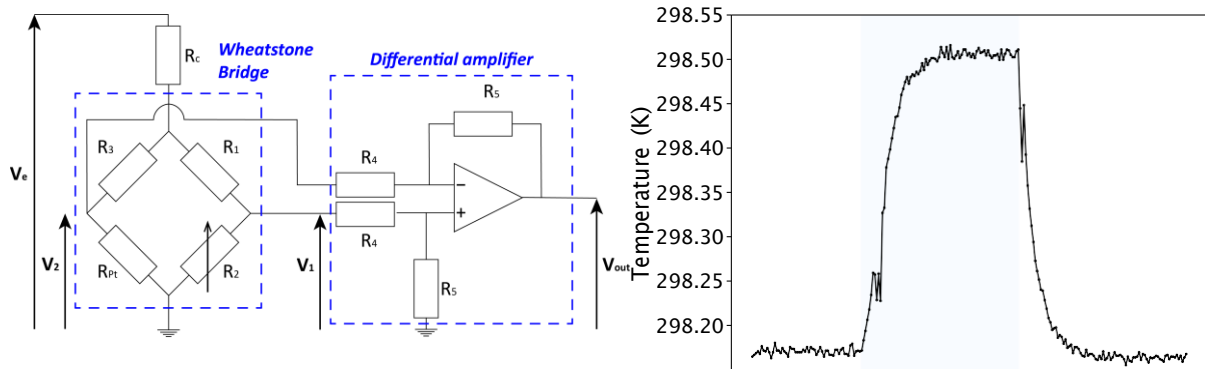 Wheatstone
Bridge
Differential amplifier
Rc
R5
R3
R1
R4
Ve
V2
V1
R4
Vout
RPt
R2
R5
−
+
Temperature (K)
298.55
298.50
298.45
298.40
298.35
298.30
298.25
298.20